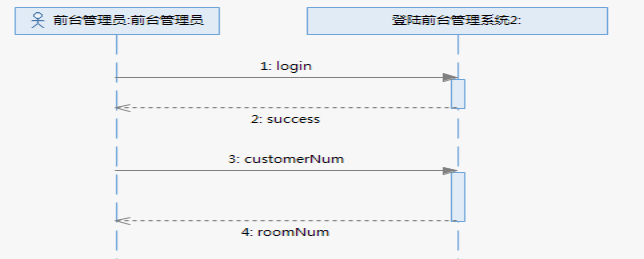 前台管理员:前台管理员
登陆前台管理系统2:
1: login
2: success
3: customerNum
4: roomNum